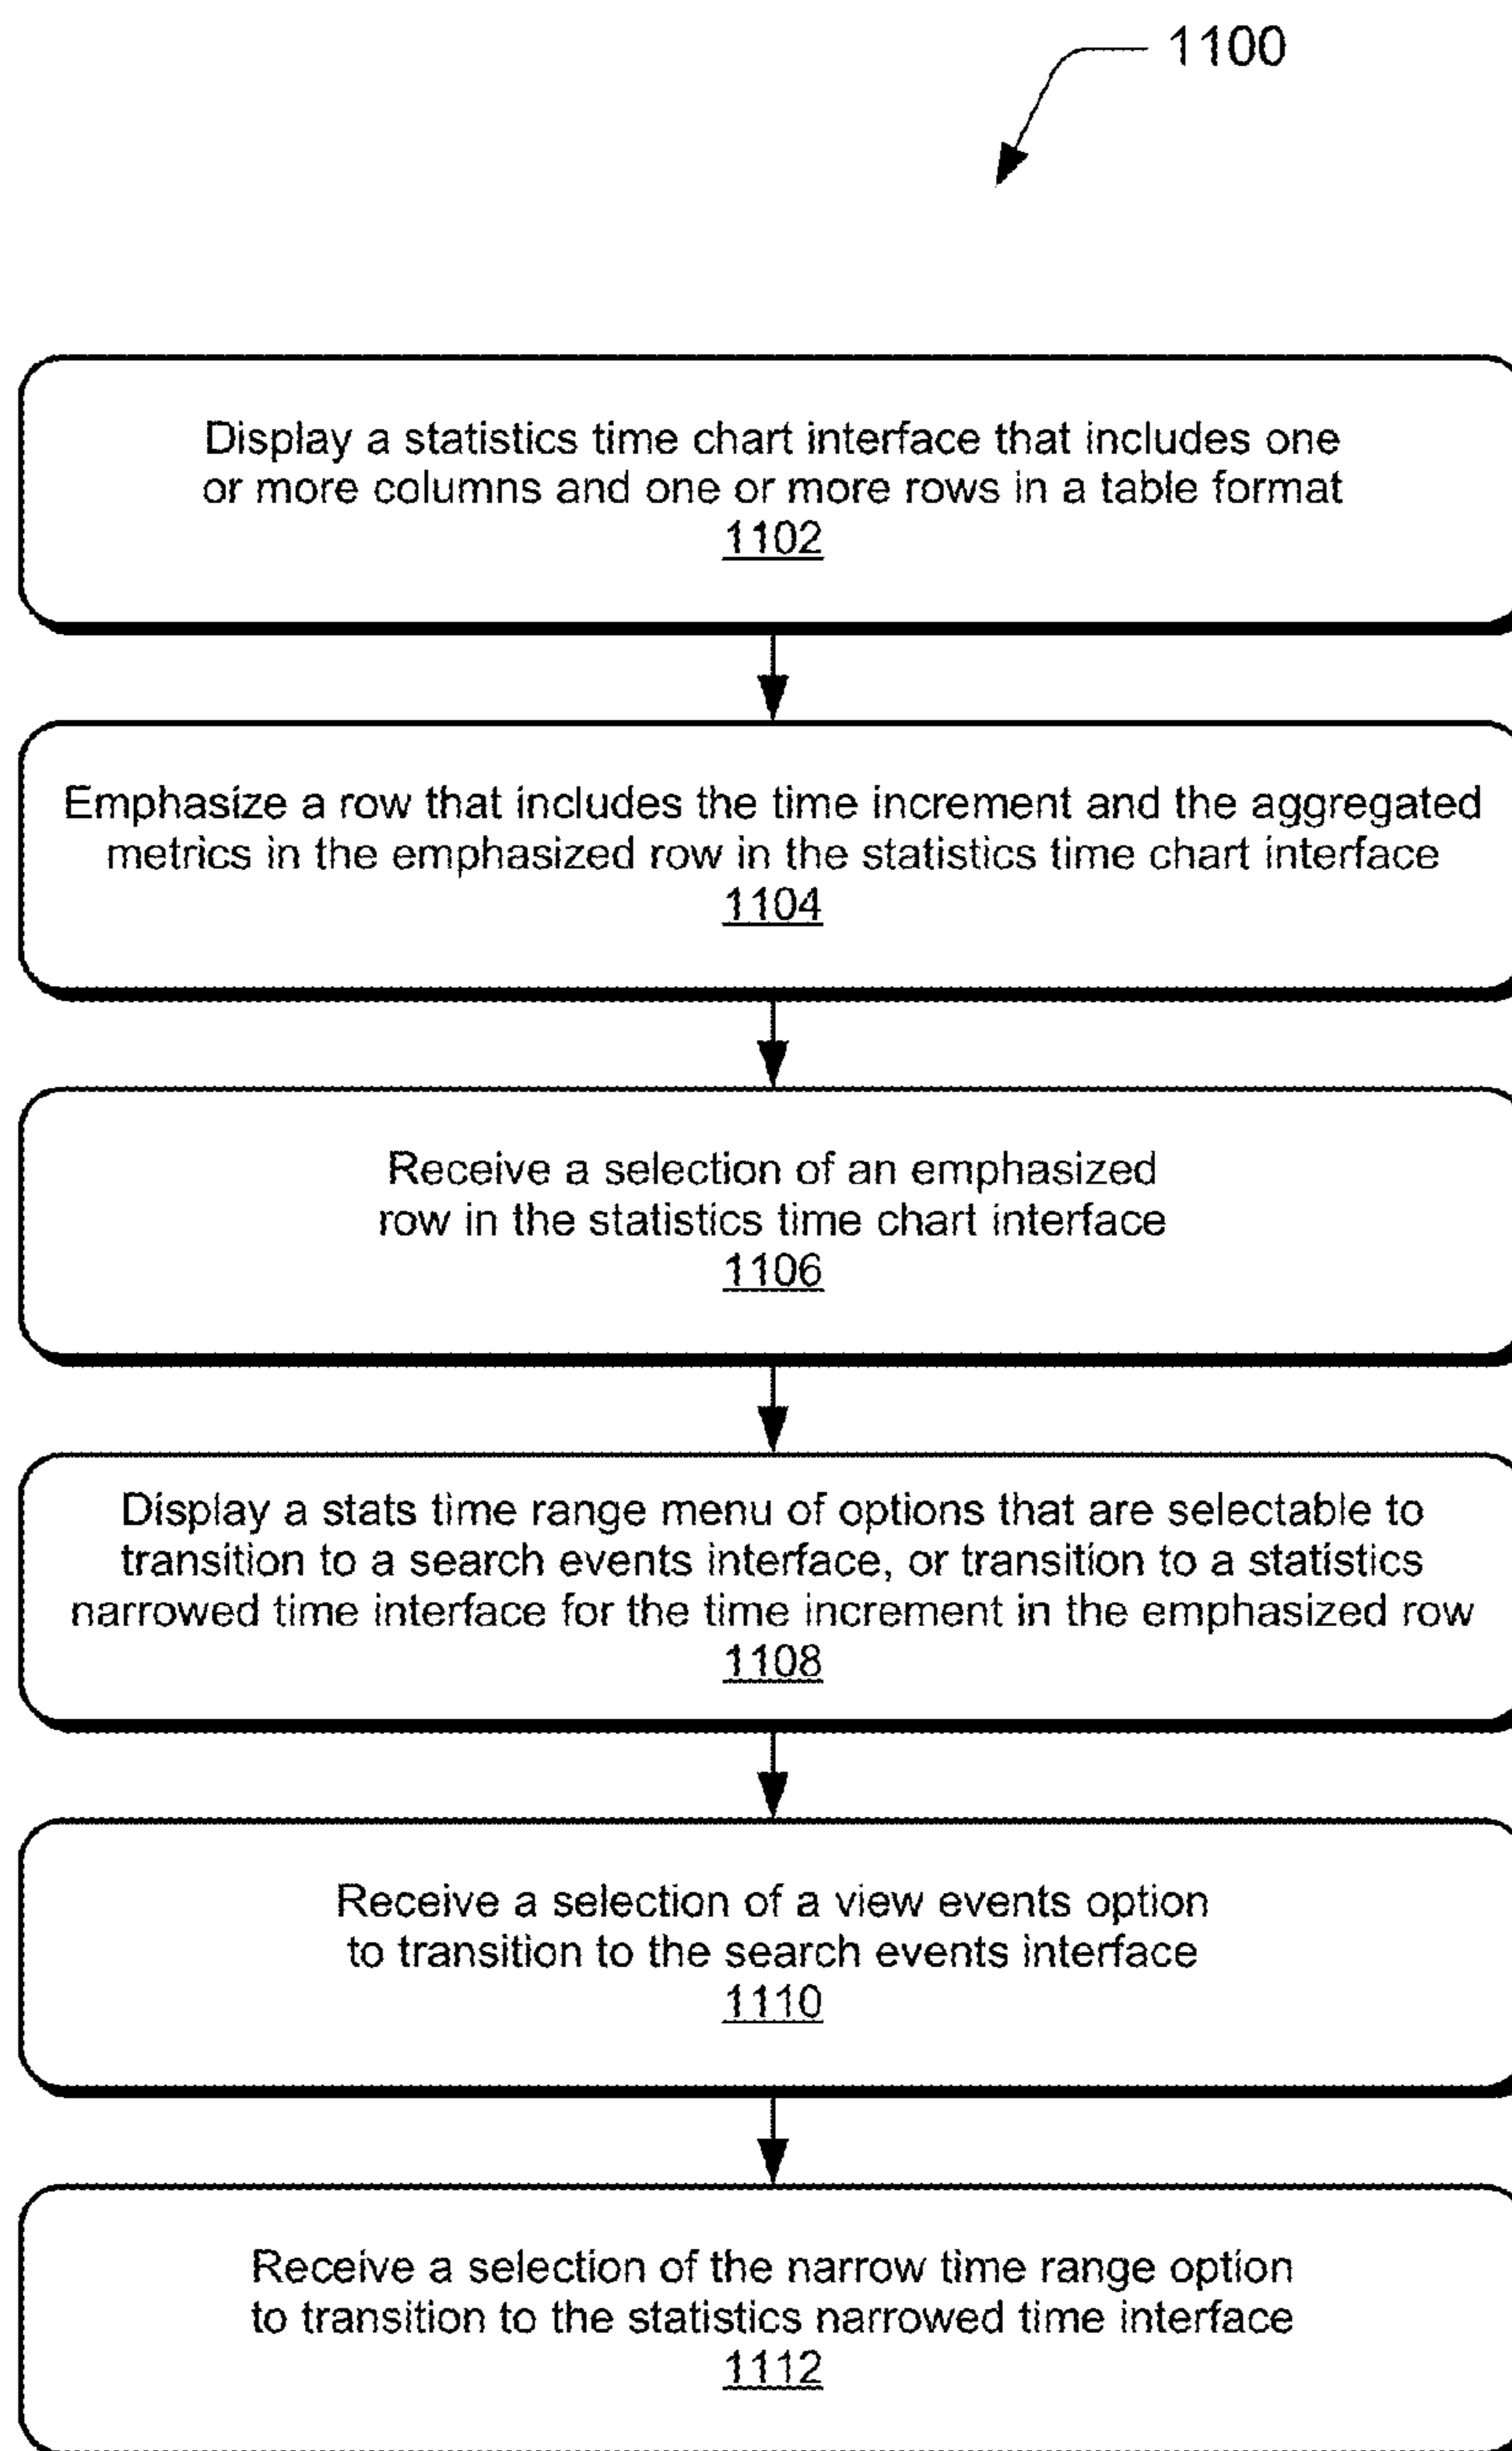 1100
Display a statistics time chart interface that includes one
or more columns and one or more rows in a table format
1102
Emphasize a row that includes the time increment and the aggregated
metrics in the emphasized row in the statistics time chart interface
1104
Receive a selection of an emphasized
row in the statistics time chart interface
1106
Display a stats time range menu of options that are selectable to
transition to a search events interface, or transition to a statistics
narrowed time interface for the time increment in the emphasized row
1108
Receive a selection of a view events option
to transition to the search events interface
1110
Receive a selection of the narrow time range option
to transition to the statistics narrowed time interface
1112